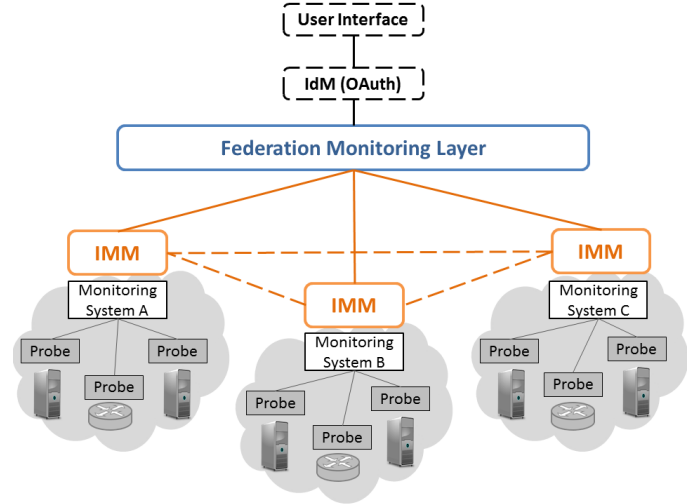 User Interface
IdM (OAuth)
Federation Monitoring Layer
IMM
IMM
IMM
Monitoring
System A
Probe
Probe
Probe
Monitoring
System B
Probe
Probe
Probe
Monitoring
System C
Probe
Probe
Probe